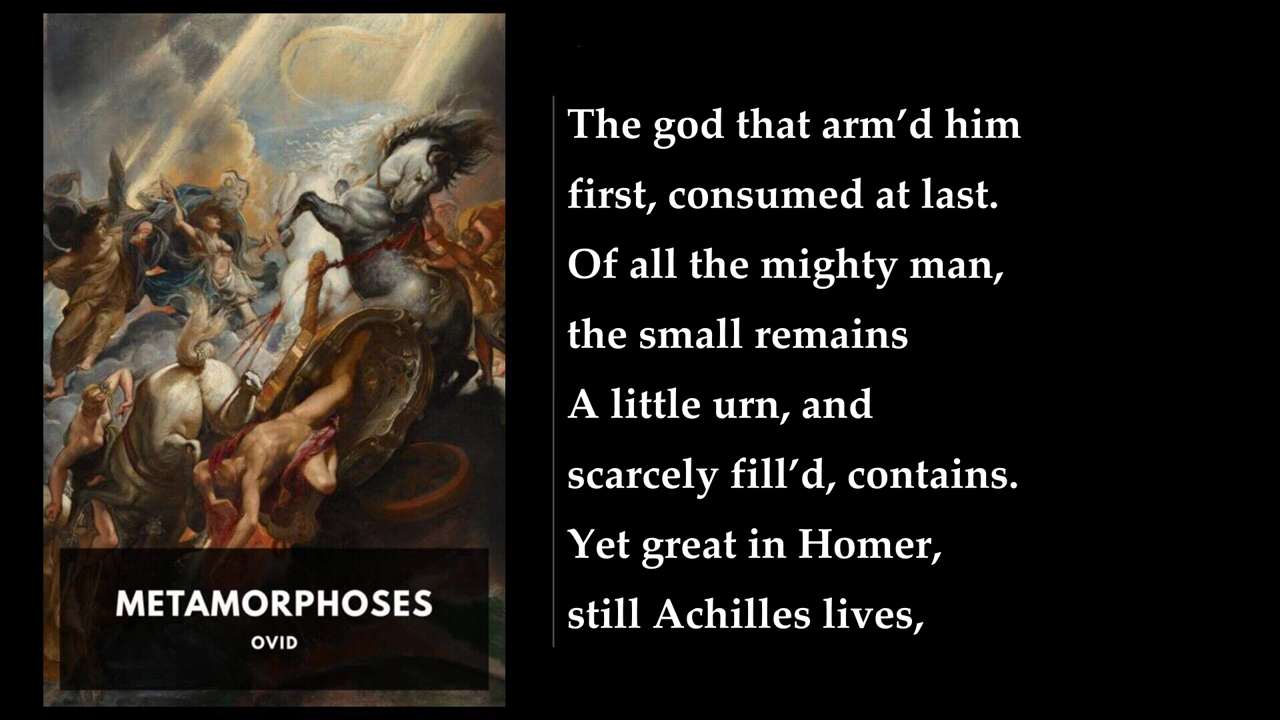 METAMORPHOSES
OVID
The god that arm’d him
first, consumed at last.
Of all the mighty man,
the small remains
A little urn, and
scarcely fill’d, contains.
Yet great in Homer,
still Achilles lives,